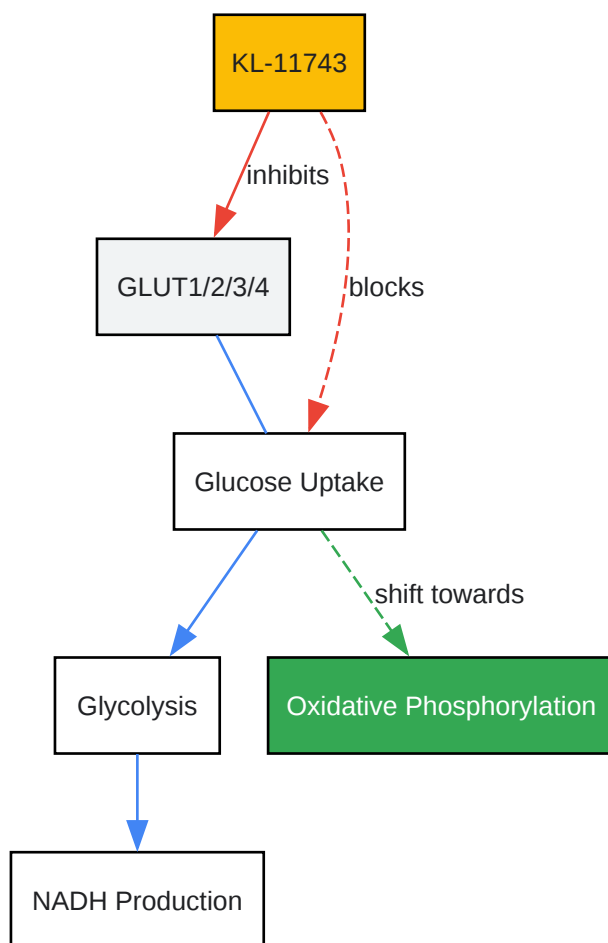 KL-11743
inhibits
GLUT1/2/3/4
blocks
Glucose Uptake
shift towards
Glycolysis
Oxidative Phosphorylation
NADH Production